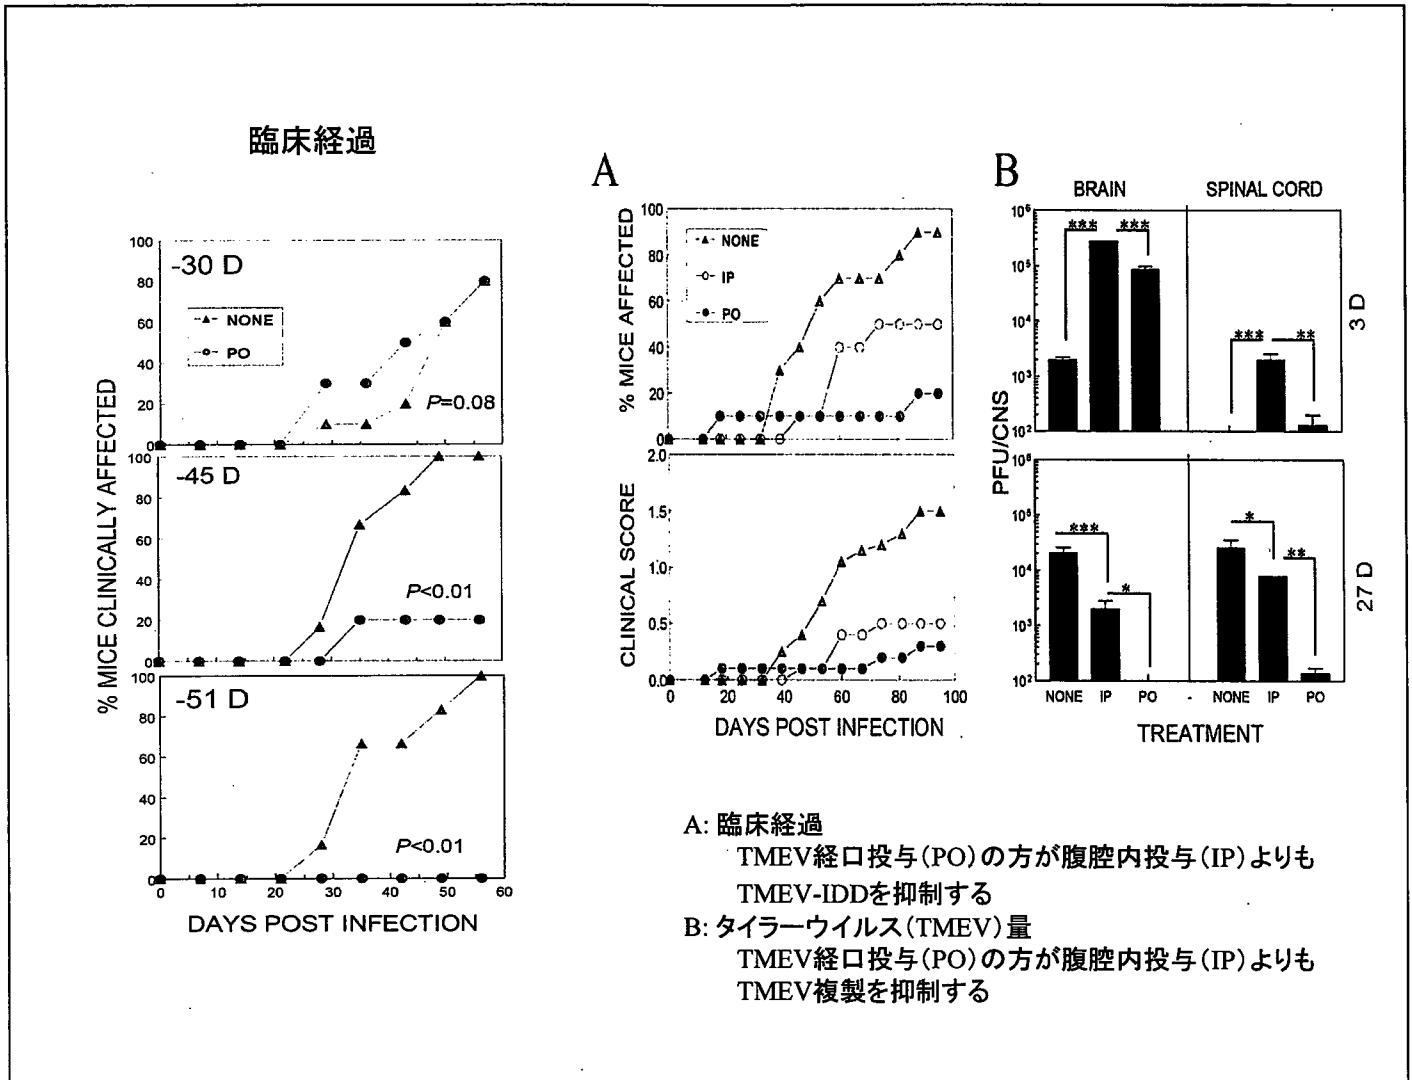 臨床経過
% MICE CLINICALLY AFFECTED
-30 D
NONE
PO
P=0.08
100
80
60
40
20
0
-45 D
P<0.01
100
80
60
40
20
0
-51 D
P<0.01
100
80
60
40
20
0
0 10 20 30 40 50 60
DAYS POST INFECTION
A
% MICE AFFECTED
100
80
60
40
20
0
NONE
IP
PO
CLINICAL SCORE
2.0
1.5
1.0
0.5
0.0
0 20 40 60 80 100
DAYS POST INFECTION
B
BRAIN SPINAL CORD
PFU/CNS
10⁶
10⁵
10⁴
10³
10²
*** ***
*** **
3 D
10⁶
10⁵
10⁴
10³
10²
*** *
* **
27 D
NONE IP PO - NONE IP PO
TREATMENT
A: 臨床経過
TMEV経口投与(PO)の方が腹腔内投与(IP)よりも
TMEV-IDDを抑制する
B: タイラーウイルス(TMEV)量
TMEV経口投与(PO)の方が腹腔内投与(IP)よりも
TMEV複製を抑制する